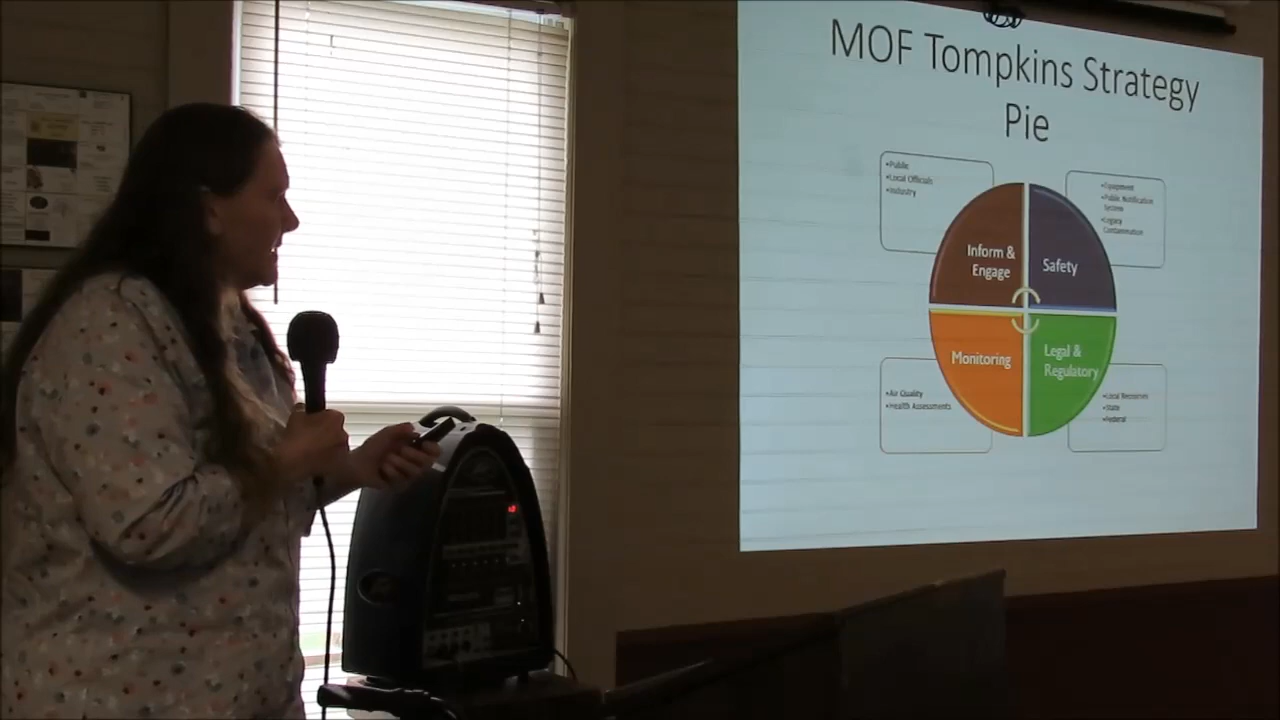 MOF Tompkins Strategy
Pie
•Public
•Local Officials
•Industry
•Equipment
•Public Notification
System
•Legacy
Contamination
Inform &
Engage
Safety
Monitoring
Legal &
Regulatory
•Air Quality
•Health Assessments
•Local Resources
•State
•Federal